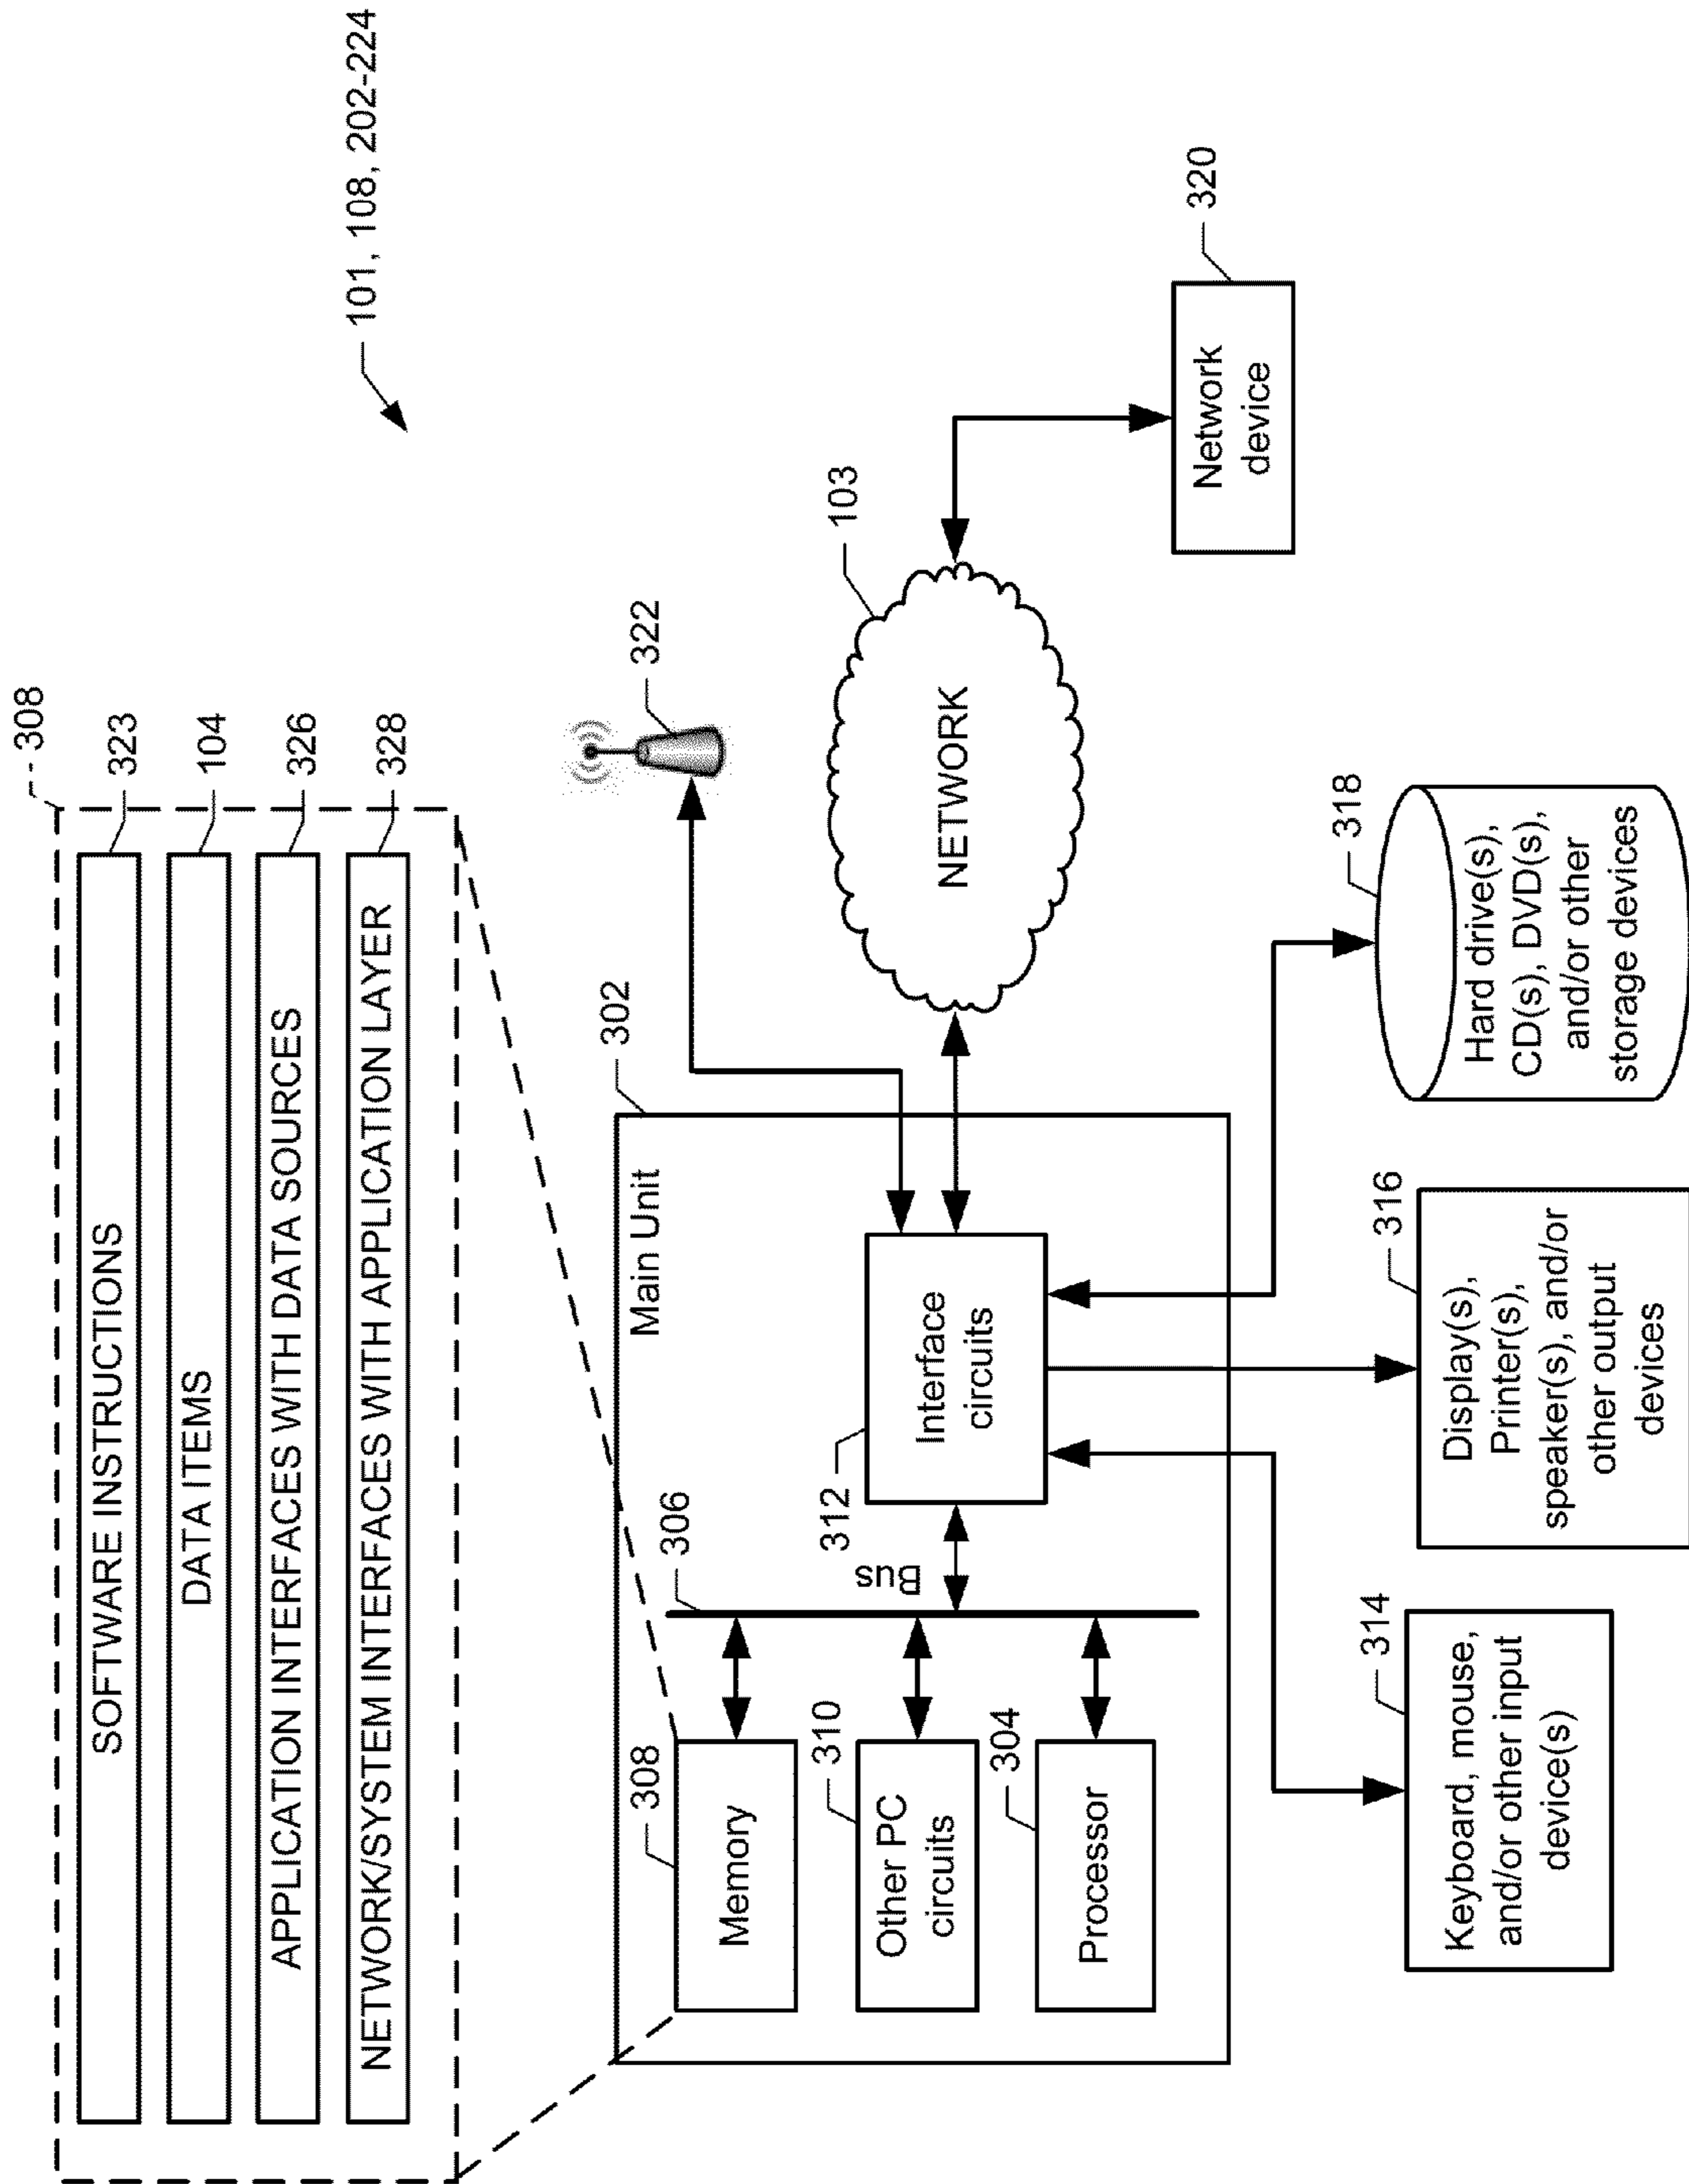 308
SOFTWARE INSTRUCTIONS
323
DATA ITEMS
104
APPLICATION INTERFACES WITH DATA SOURCES
326
NETWORK/SYSTEM INTERFACES WITH APPLICATION LAYER
328
101, 108, 202-224
302
Main Unit
308
Memory
310
Other PC
circuits
304
Processor
306
Bus
312
Interface
circuits
322
103
NETWORK
320
Network
device
314
Keyboard, mouse,
and/or other input
device(s)
316
Display(s),
Printer(s),
speaker(s), and/or
other output
devices
318
Hard drive(s),
CD(s), DVD(s),
and/or other
storage devices